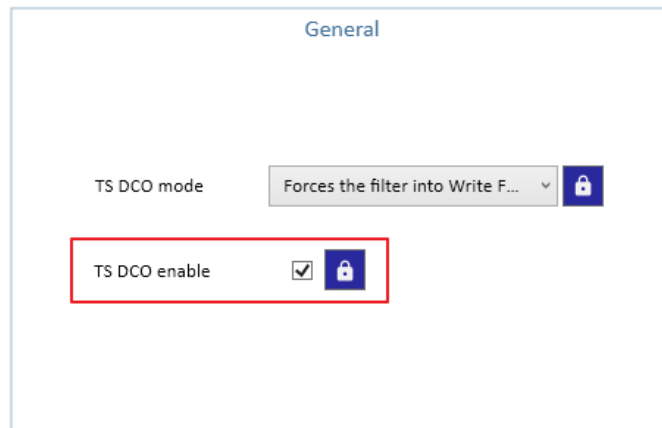 General
TS DCO mode
Forces the filter into Write F...
TS DCO enable